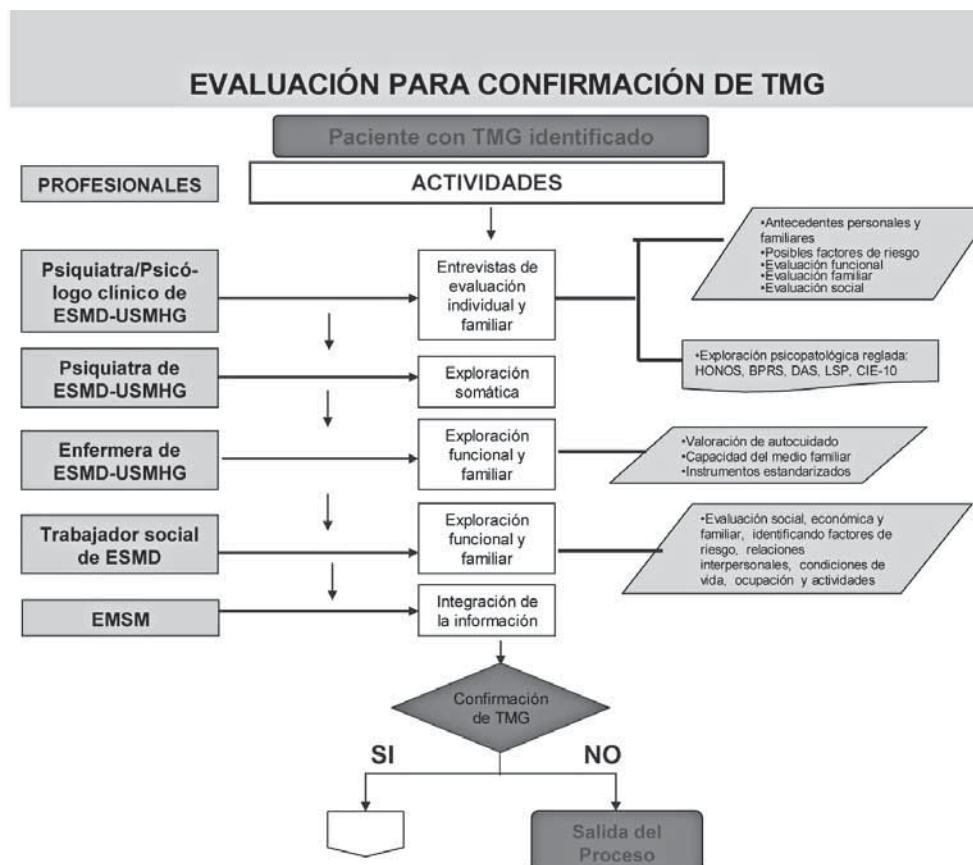 EVALUACIÓN PARA CONFIRMACIÓN DE TMG
Paciente con TMG identificado
PROFESIONALES
ACTIVIDADES
Psiquiatra/Psicó-
logo clínico de
ESMD-USMHG
Entrevistas de
evaluación
individual y
familiar
•Antecedentes personales y
familiares
•Posibles factores de riesgo
•Evaluación funcional
•Evaluación familiar
•Evaluación social
•Exploración psicopatológica reglada:
HONOS, BPRS, DAS, LSP, CIE-10
Psiquiatra de
ESMD-USMHG
Exploración
somática
Enfermera de
ESMD-USMHG
Exploración
funcional y
familiar
•Valoración de autocuidado
•Capacidad del medio familiar
•Instrumentos estandarizados
Trabajador social
de ESMD
Exploración
funcional y
familiar
•Evaluación social, económica y
familiar, identificando factores de
riesgo, relaciones
interpersonales, condiciones de
vida, ocupación y actividades
EMSM
Integración de
la información
Confirmación
de TMG
SI
NO
Salida del
Proceso